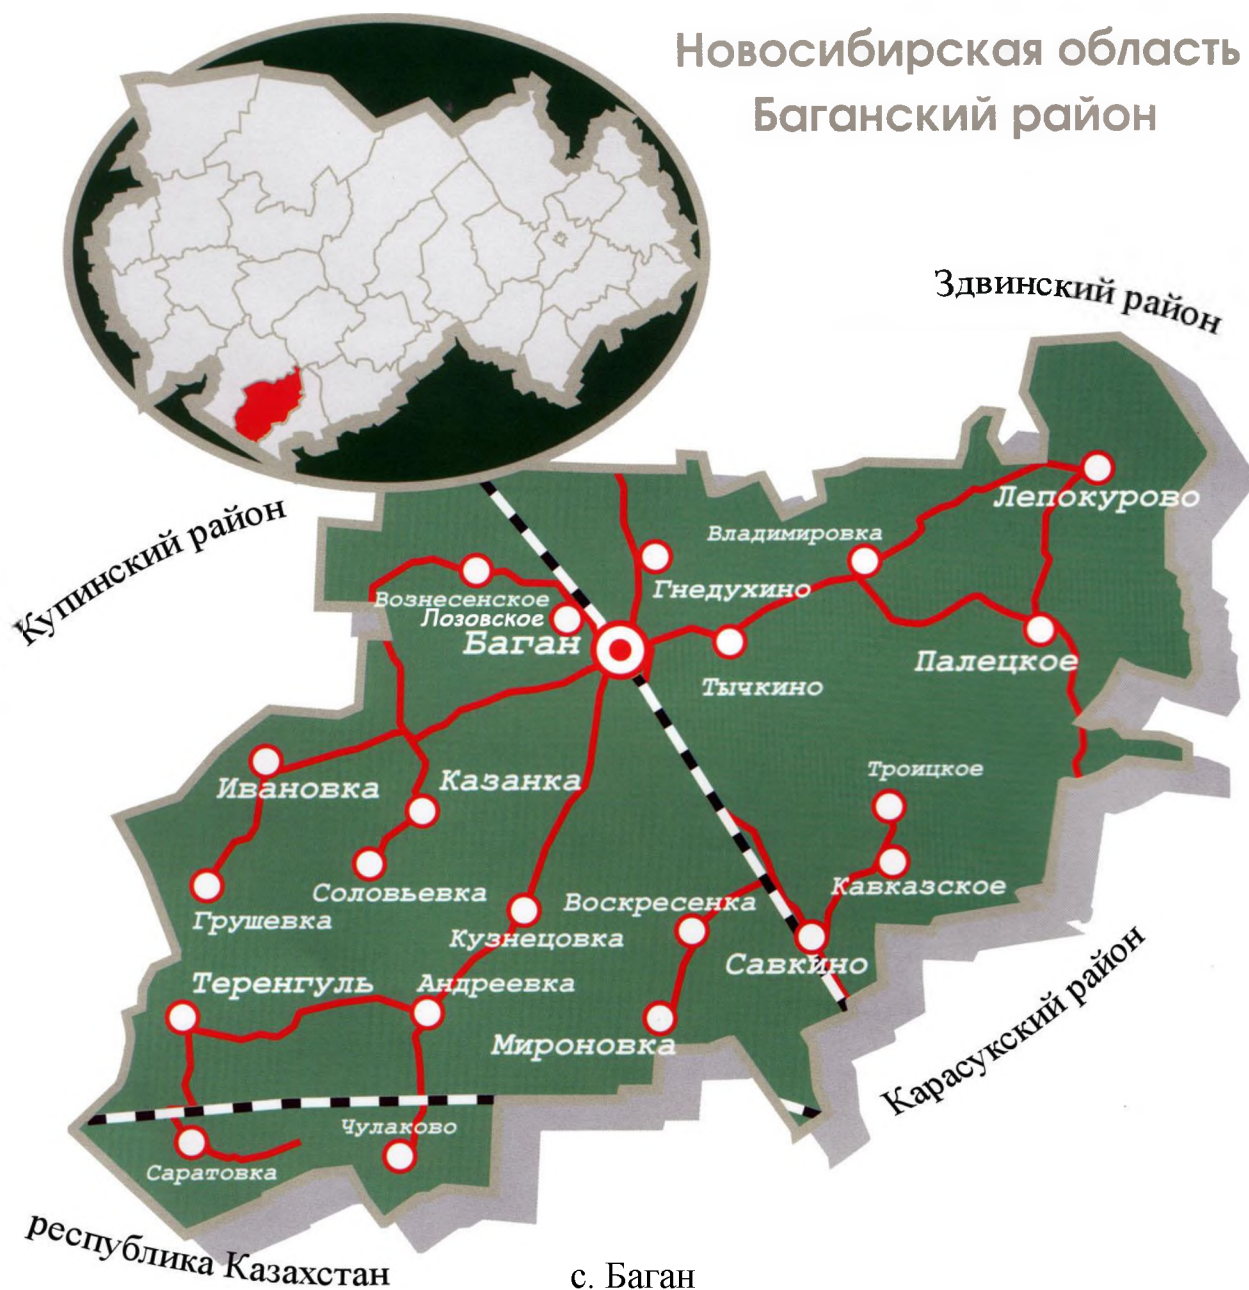 Новосибирская область
Баганский район
Здвинский район
Купинский район
Лепокурово
Владимировка
Гнедухино
Вознесенское
Лозовское
Баган
Палецкое
Тычкино
Троицкое
Казанка
Ивановка
Кавказское
Соловьевка
Воскресенка
Грушевка
Кузнецовка
Савкино
Теренгуль
Андреевка
Мироновка
Карасукский район
Чулаково
Саратовка
республика Казахстан
с. Баган